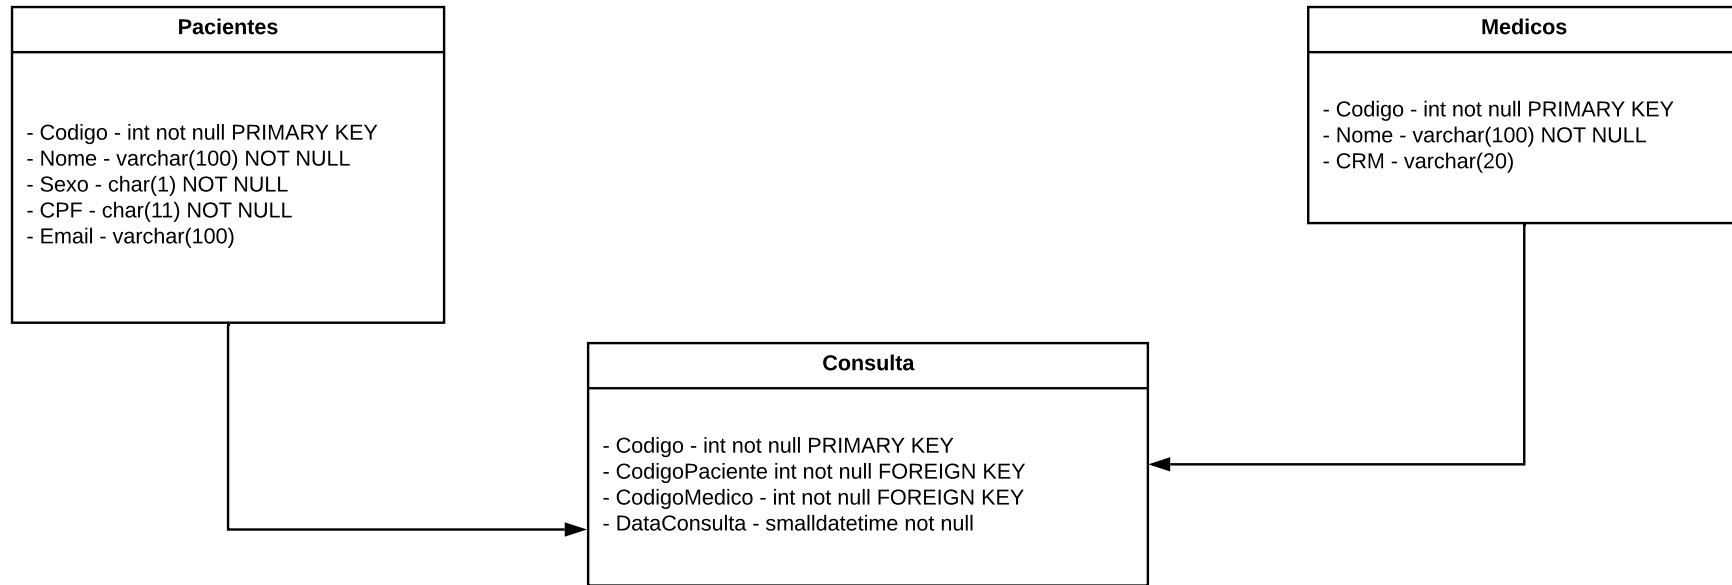 Pacientes
- Codigo - int not null PRIMARY KEY
- Nome - varchar(100) NOT NULL
- Sexo - char(1) NOT NULL
- CPF - char(11) NOT NULL
- Email - varchar(100)
Medicos
- Codigo - int not null PRIMARY KEY
- Nome - varchar(100) NOT NULL
- CRM - varchar(20)
Consulta
- Codigo - int not null PRIMARY KEY
- CodigoPaciente int not null FOREIGN KEY
- CodigoMedico - int not null FOREIGN KEY
- DataConsulta - smalldatetime not null